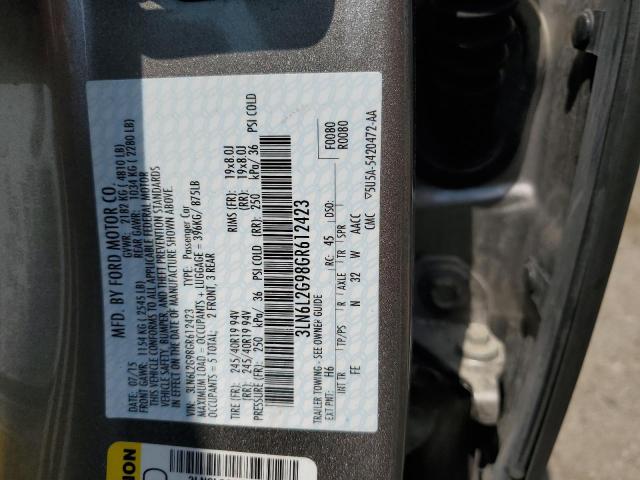 MFD. BY FORD MOTOR CO.
DATE: 07/15 GVWR: 2182 KG ( 4810 LB)
FRONT GAWR: 1154 KG ( 2545 LB) REAR GAWR: 1034 KG ( 2280 LB)
THIS VEHICLE CONFORMS TO ALL APPLICABLE FEDERAL MOTOR
VEHICLE SAFETY, BUMPER, AND THEFT PREVENTION STANDARDS
IN EFFECT ON THE DATE OF MANUFACTURE SHOWN ABOVE.
VIN: 3LN6L2G98GR612423 TYPE: Passenger Car
MAXIMUM LOAD = OCCUPANTS + LUGGAGE = 396KG/ 875LB
OCCUPANTS = 5 TOTAL: 2 FRONT, 3 REAR
TIRE (FR): 245/40R19 94V RIMS (FR): 19x8.0J
(RR): 245/40R19 94V (RR): 19x8.0J
PRESSURE (FR): 250 kPa/ 36 PSI COLD (RR): 250 kPa/ 36 PSI COLD
3LN6L2G98GR612423
TRAILER TOWING - SEE OWNER GUIDE F0080
EXT PNT: H6 RC: 45 DSO: R0080
INT TR TP/PS R AXLE TR SPR
FE N 32 W AACC
CMC ▽5U5A-5420472-AA